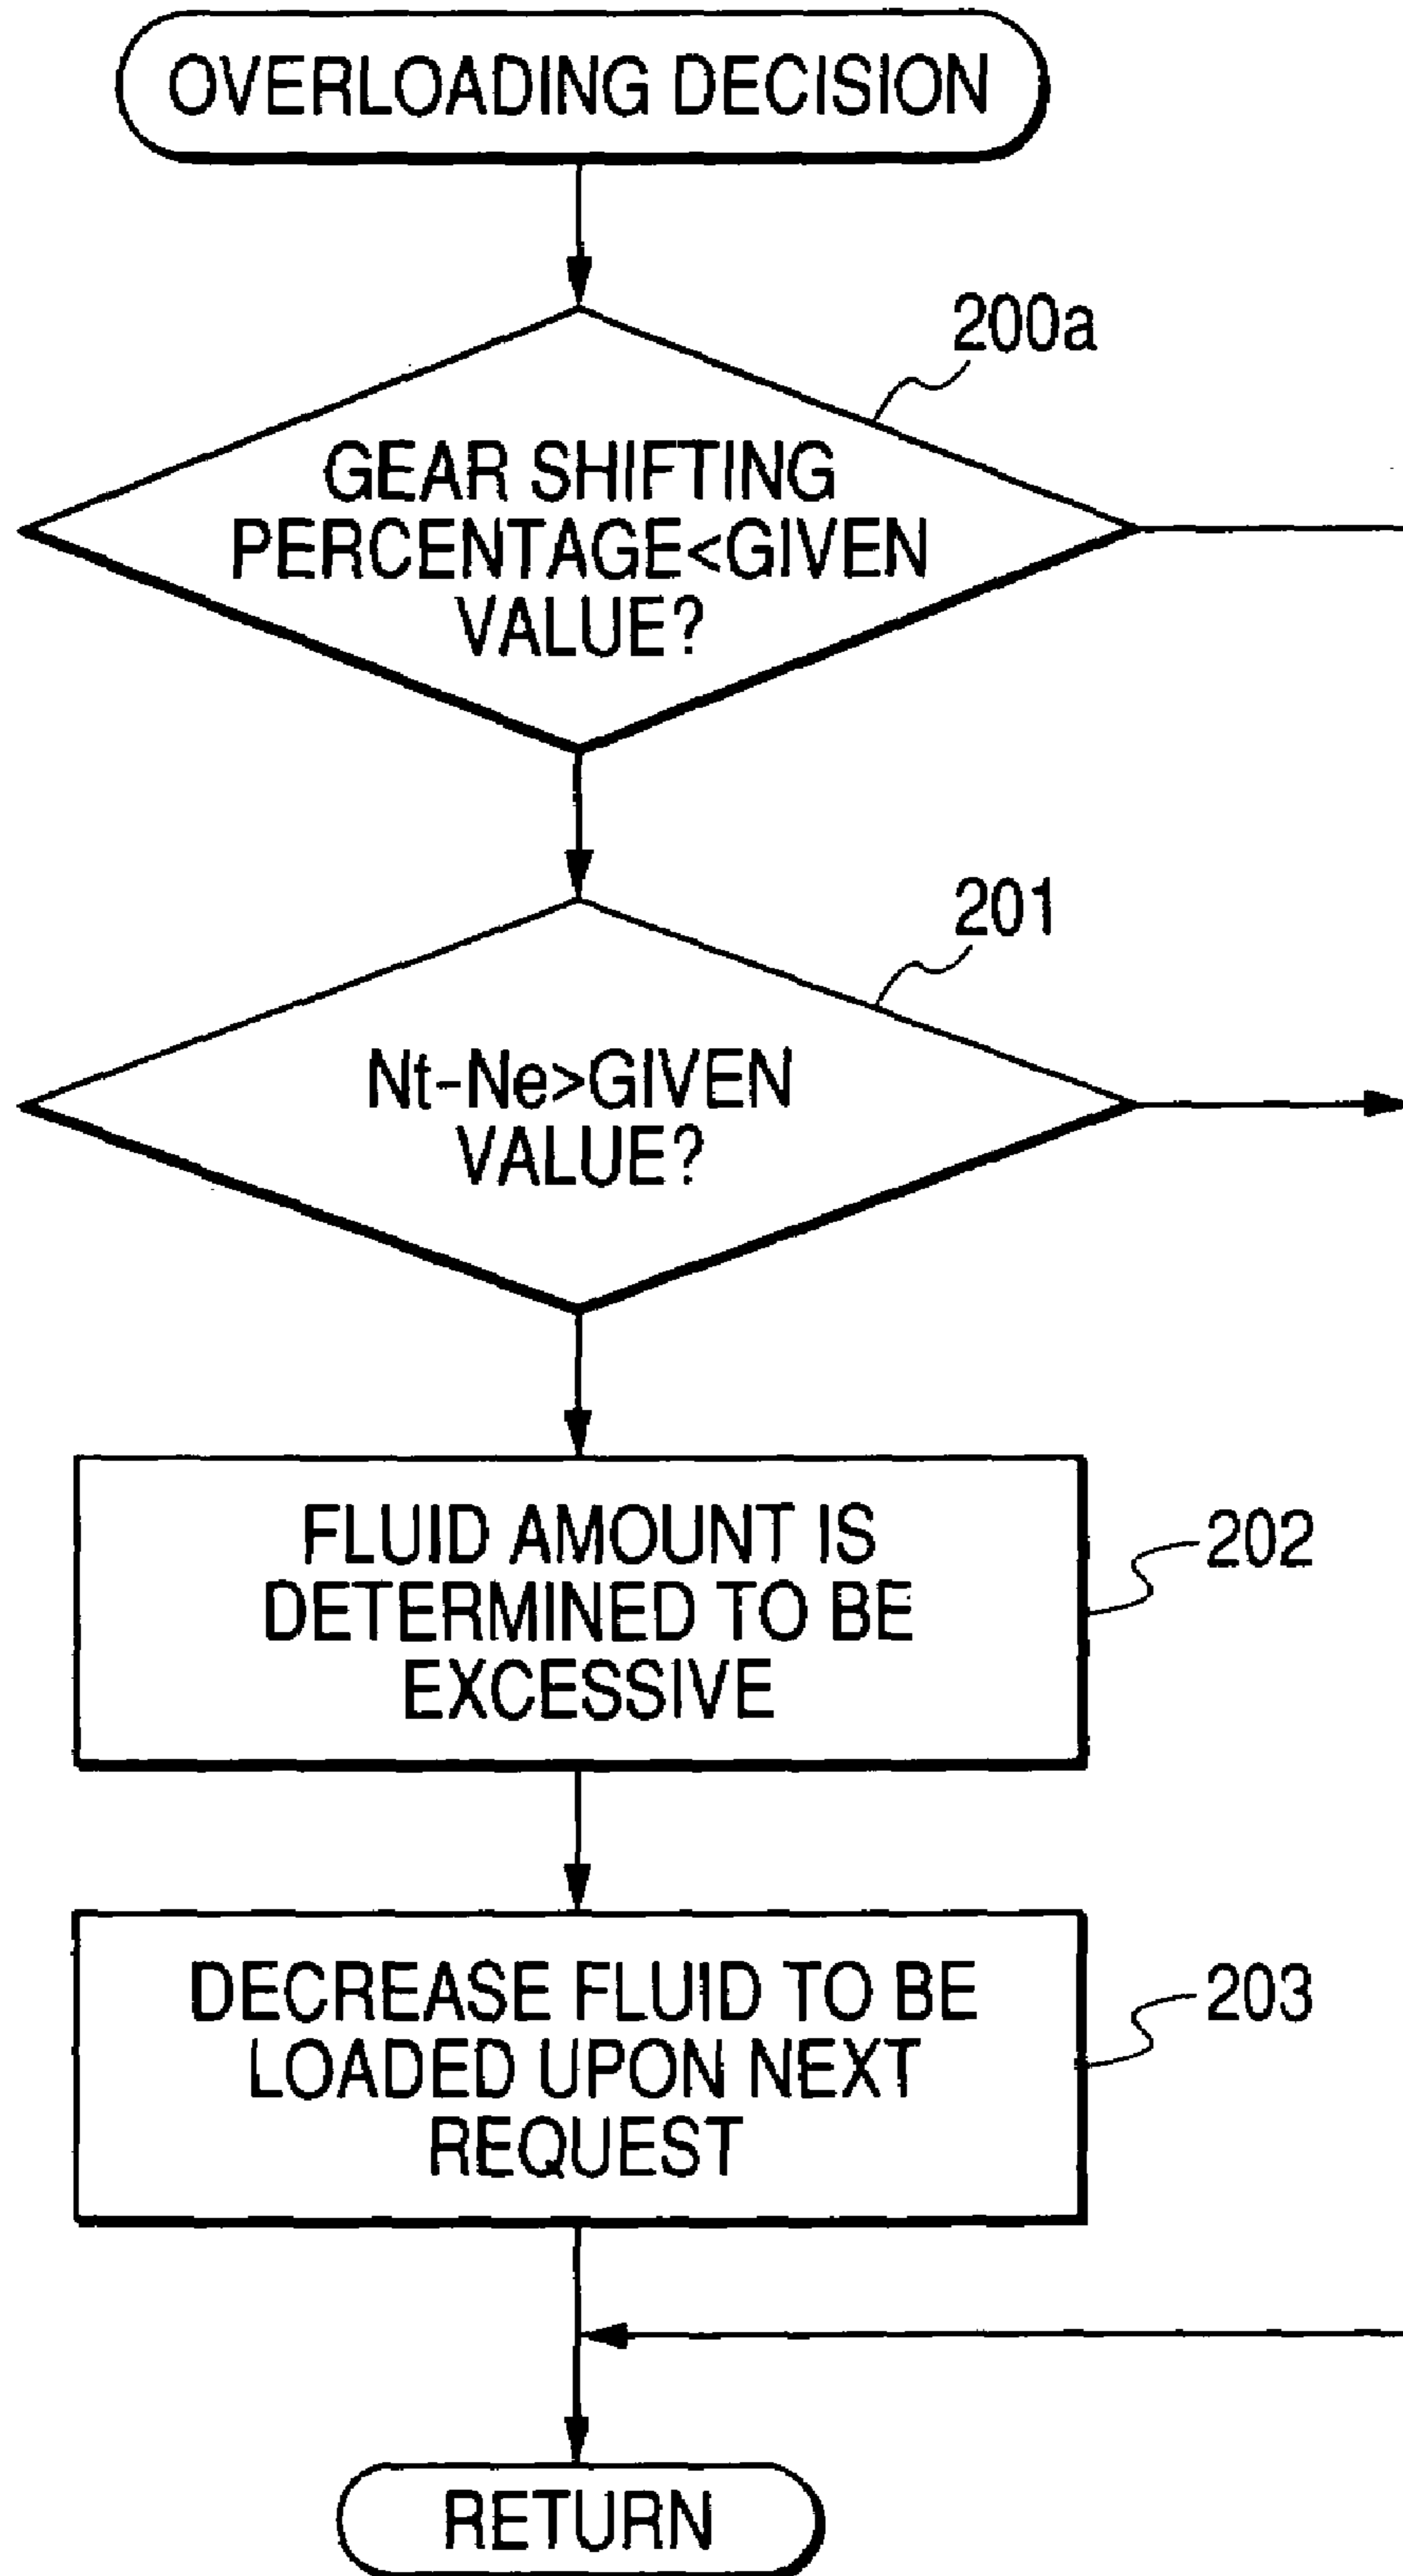 OVERLOADING DECISION
200a
GEAR SHIFTING
PERCENTAGE<GIVEN
VALUE?
201
Nt-Ne>GIVEN
VALUE?
FLUID AMOUNT IS
DETERMINED TO BE
EXCESSIVE
202
DECREASE FLUID TO BE
LOADED UPON NEXT
REQUEST
203
RETURN